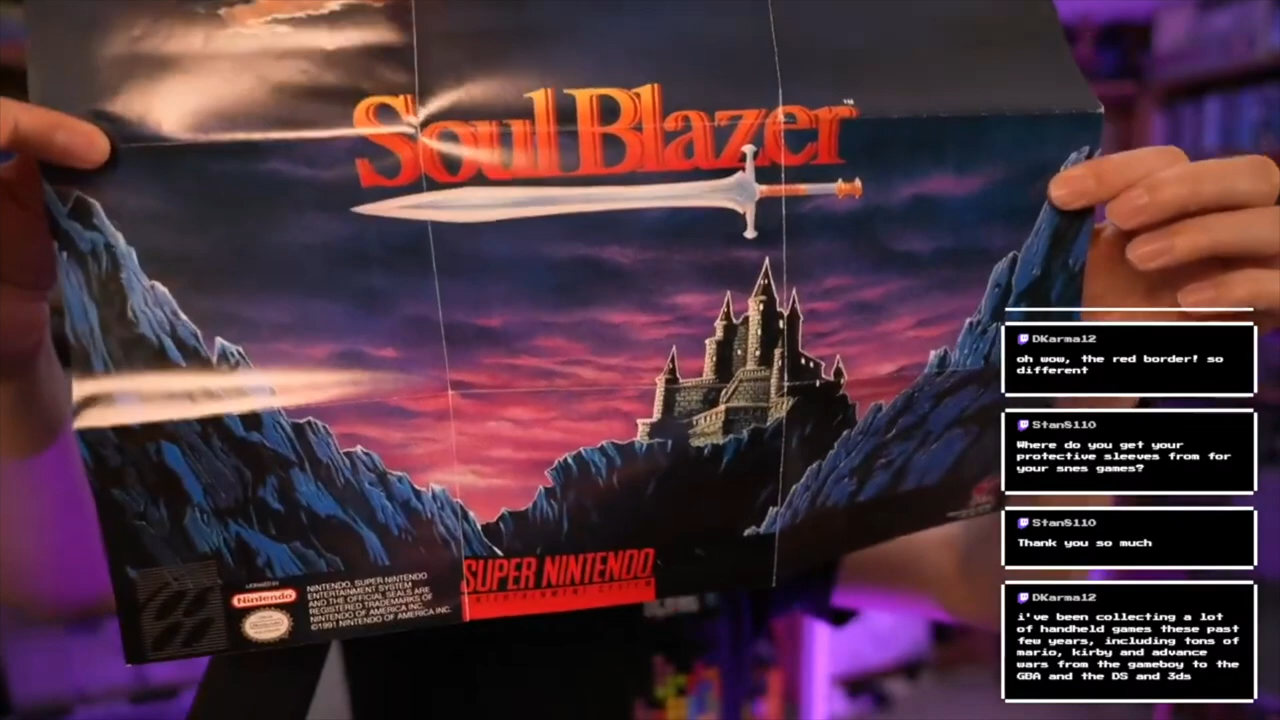 Soul Blazer™
LICENSED BY
Nintendo
NINTENDO, SUPER NINTENDO
ENTERTAINMENT SYSTEM
AND THE OFFICIAL SEALS ARE
REGISTERED TRADEMARKS OF
NINTENDO OF AMERICA INC.
©1991 NINTENDO OF AMERICA INC.
SUPER NINTENDO
ENTERTAINMENT SYSTEM
DKarma12
oh wow, the red border! so
different
Stan8110
Where do you get your
protective sleeves from for
your snes games?
Stan8110
Thank you so much
DKarma12
i've been collecting a lot
of handheld games these past
few years, including tons of
mario, kirby and advance
wars from the gameboy to the
GBA and the DS and 3ds